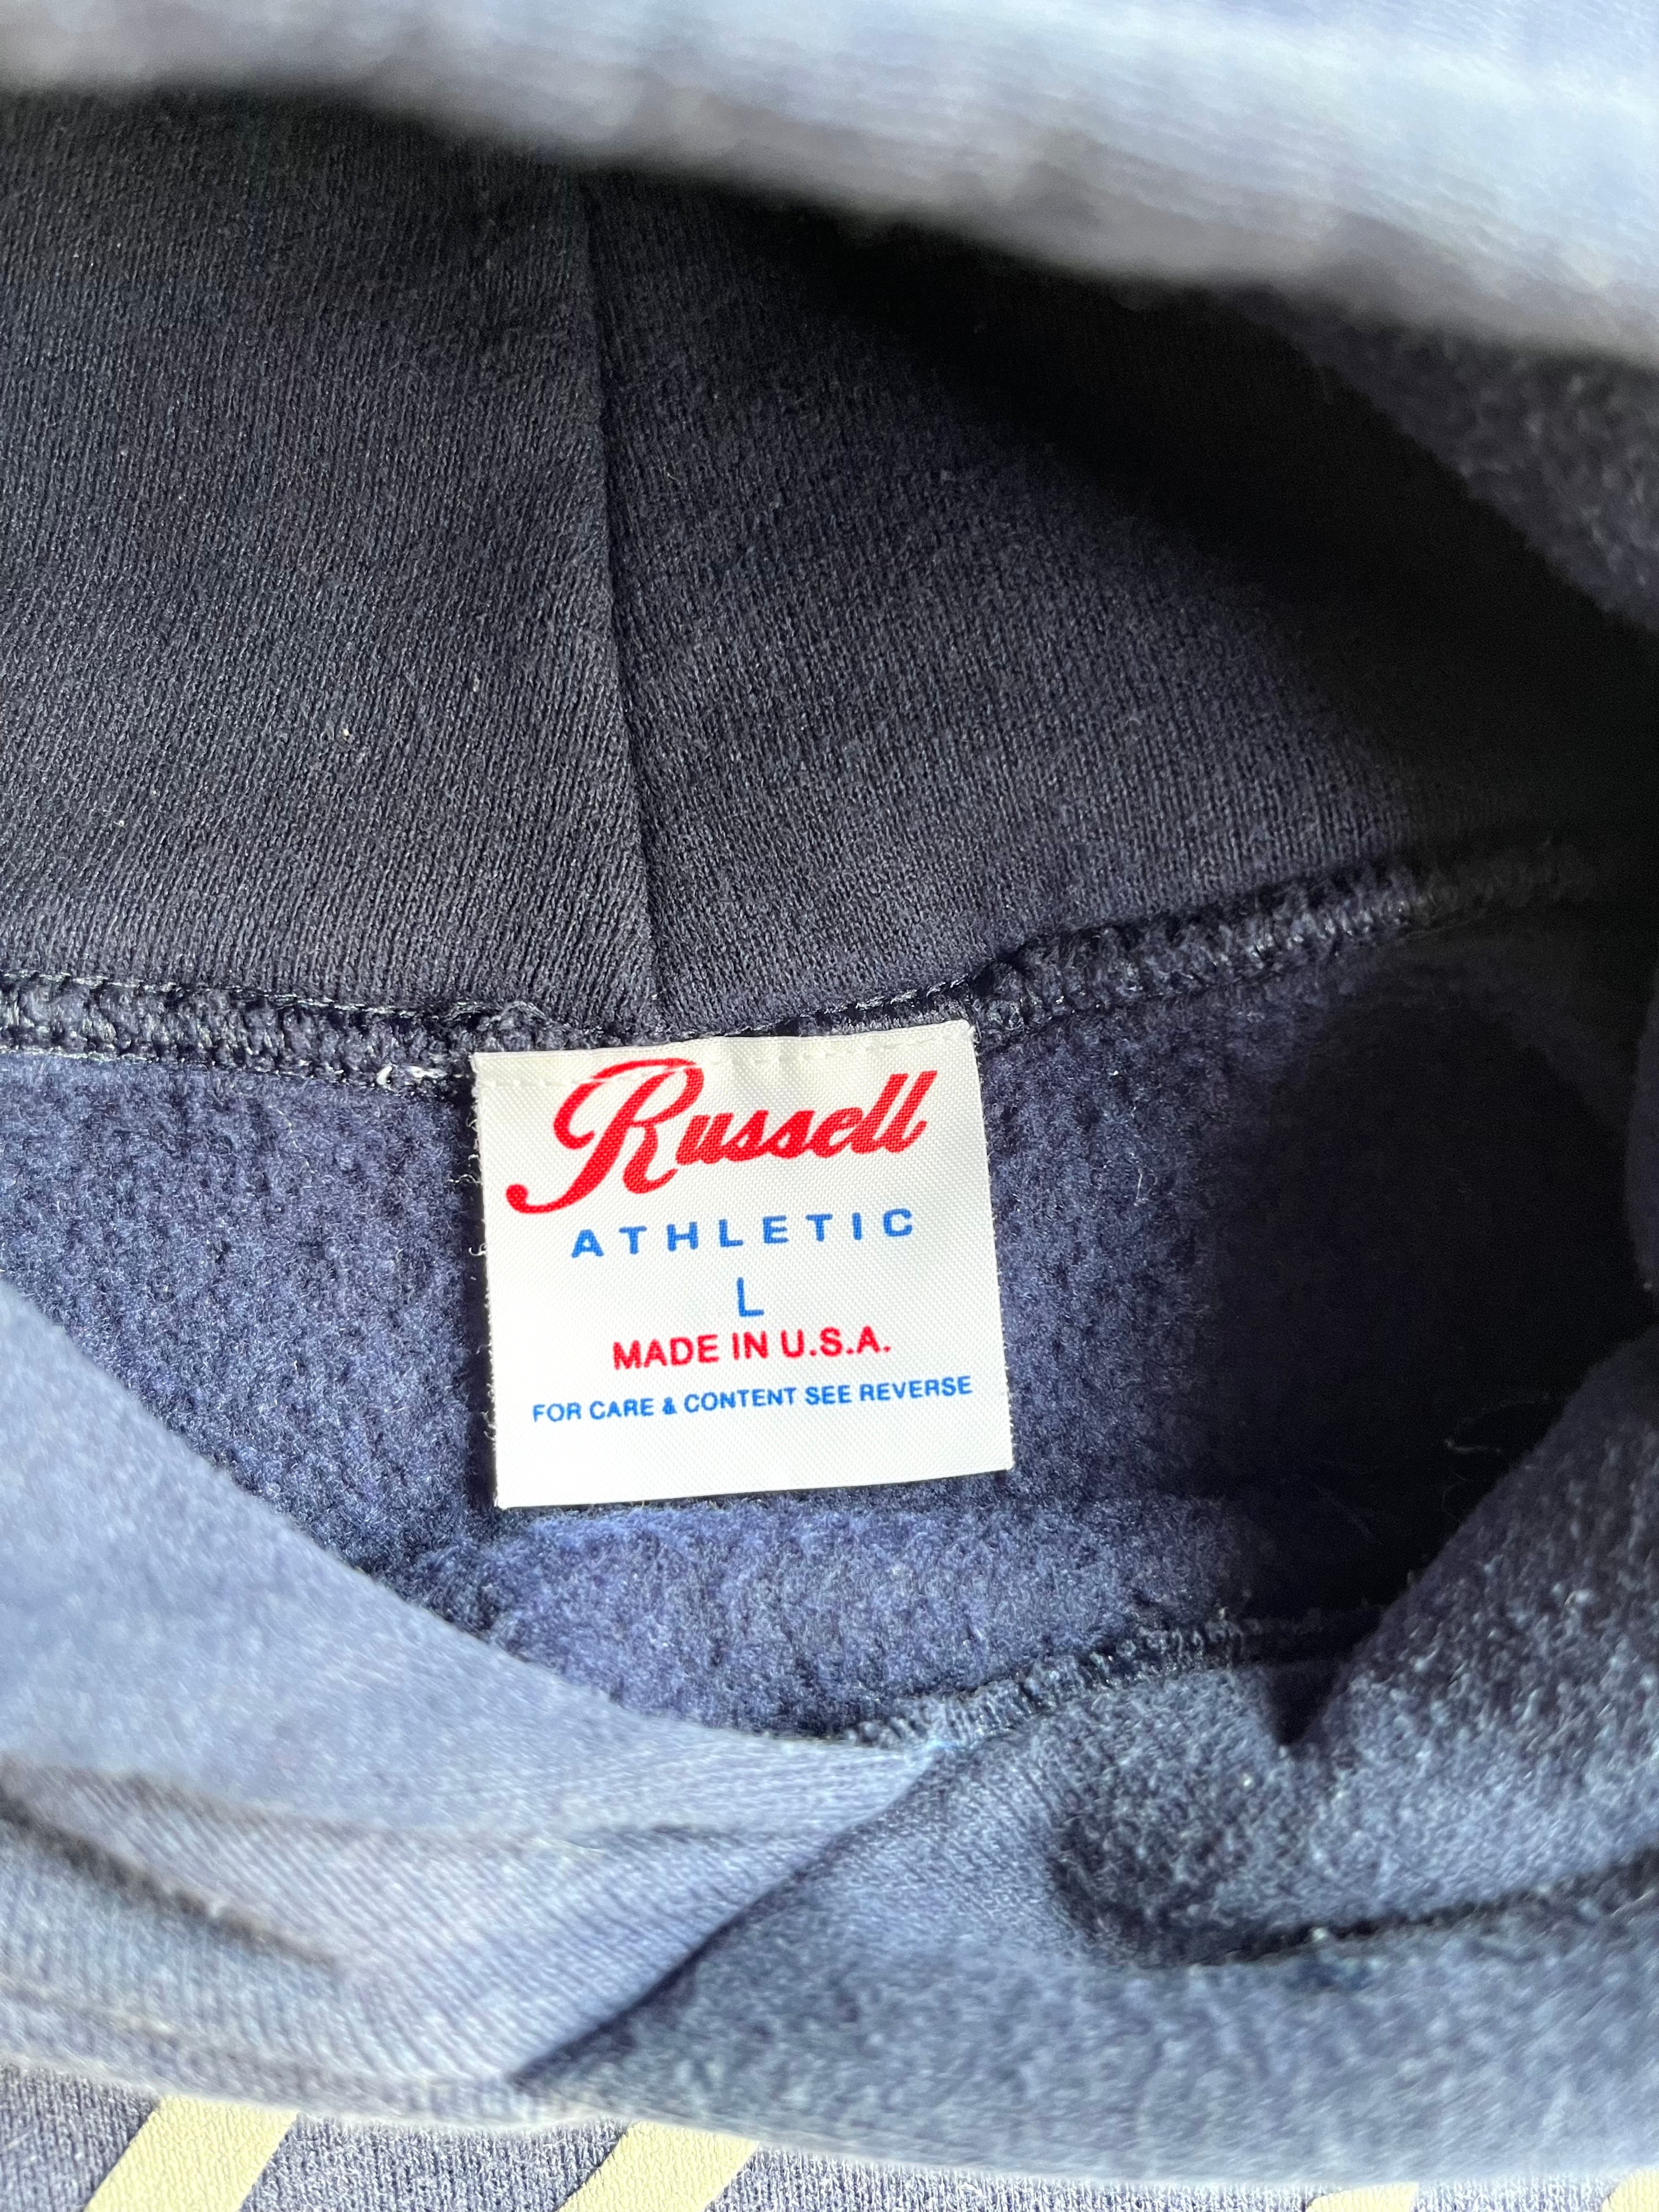 Russell
ATHLETIC
L
MADE IN U.S.A.
FOR CARE & CONTENT SEE REVERSE